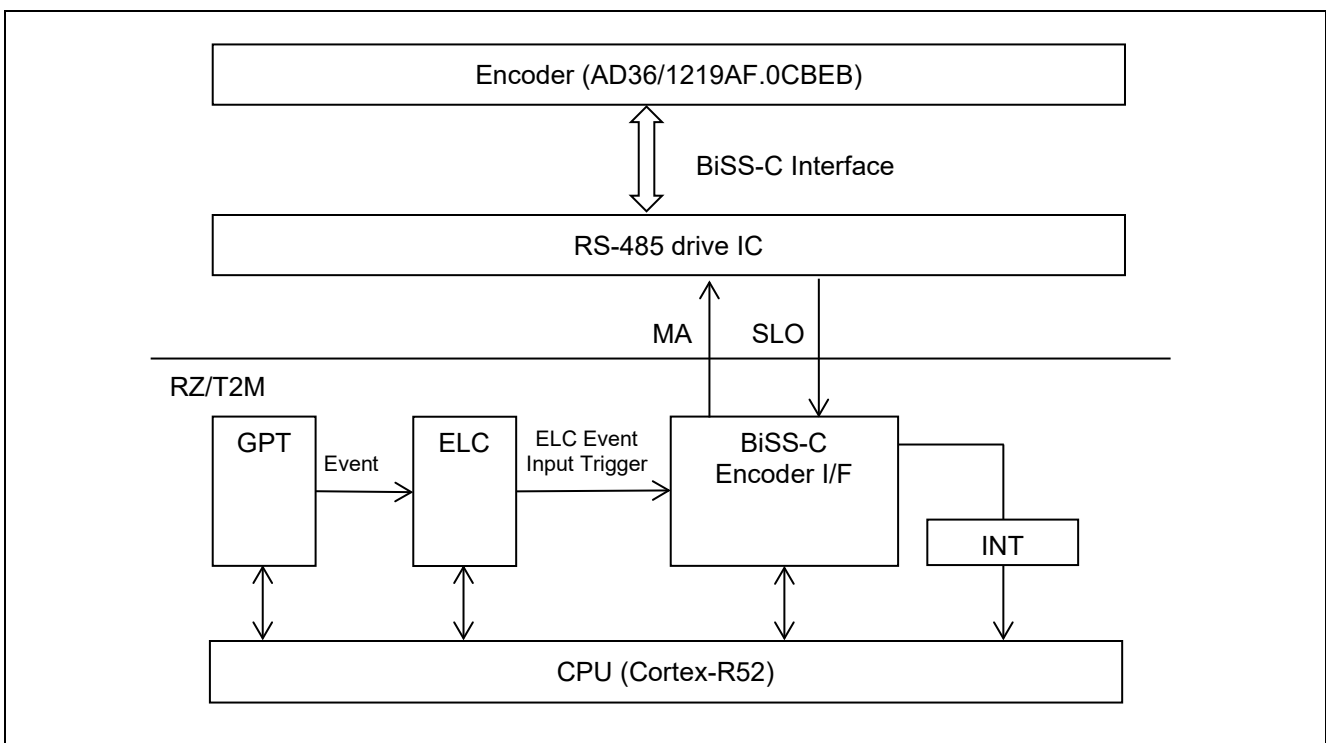 Encoder (AD36/1219AF.0CBEB)
BiSS-C Interface
RS-485 drive IC
MA
SLO
RZ/T2M
GPT
Event
ELC
ELC Event
Input Trigger
BiSS-C
Encoder I/F
INT
CPU (Cortex-R52)